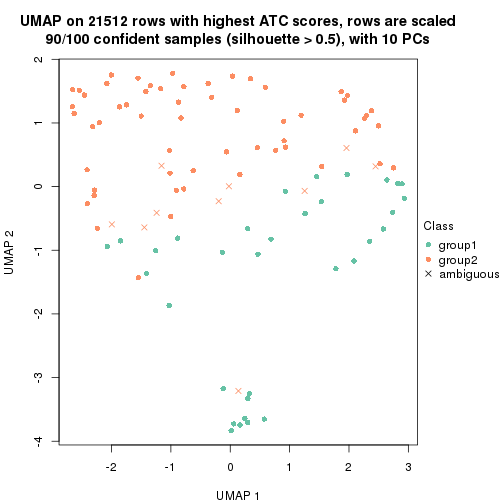 UMAP on 21512 rows with highest ATC scores, rows are scaled
90/100 confident samples (silhouette > 0.5), with 10 PCs
2
1
0
-1
-2
-3
-4
UMAP 2
-2
-1
0
1
2
3
UMAP 1
Class
group1
group2
ambiguous